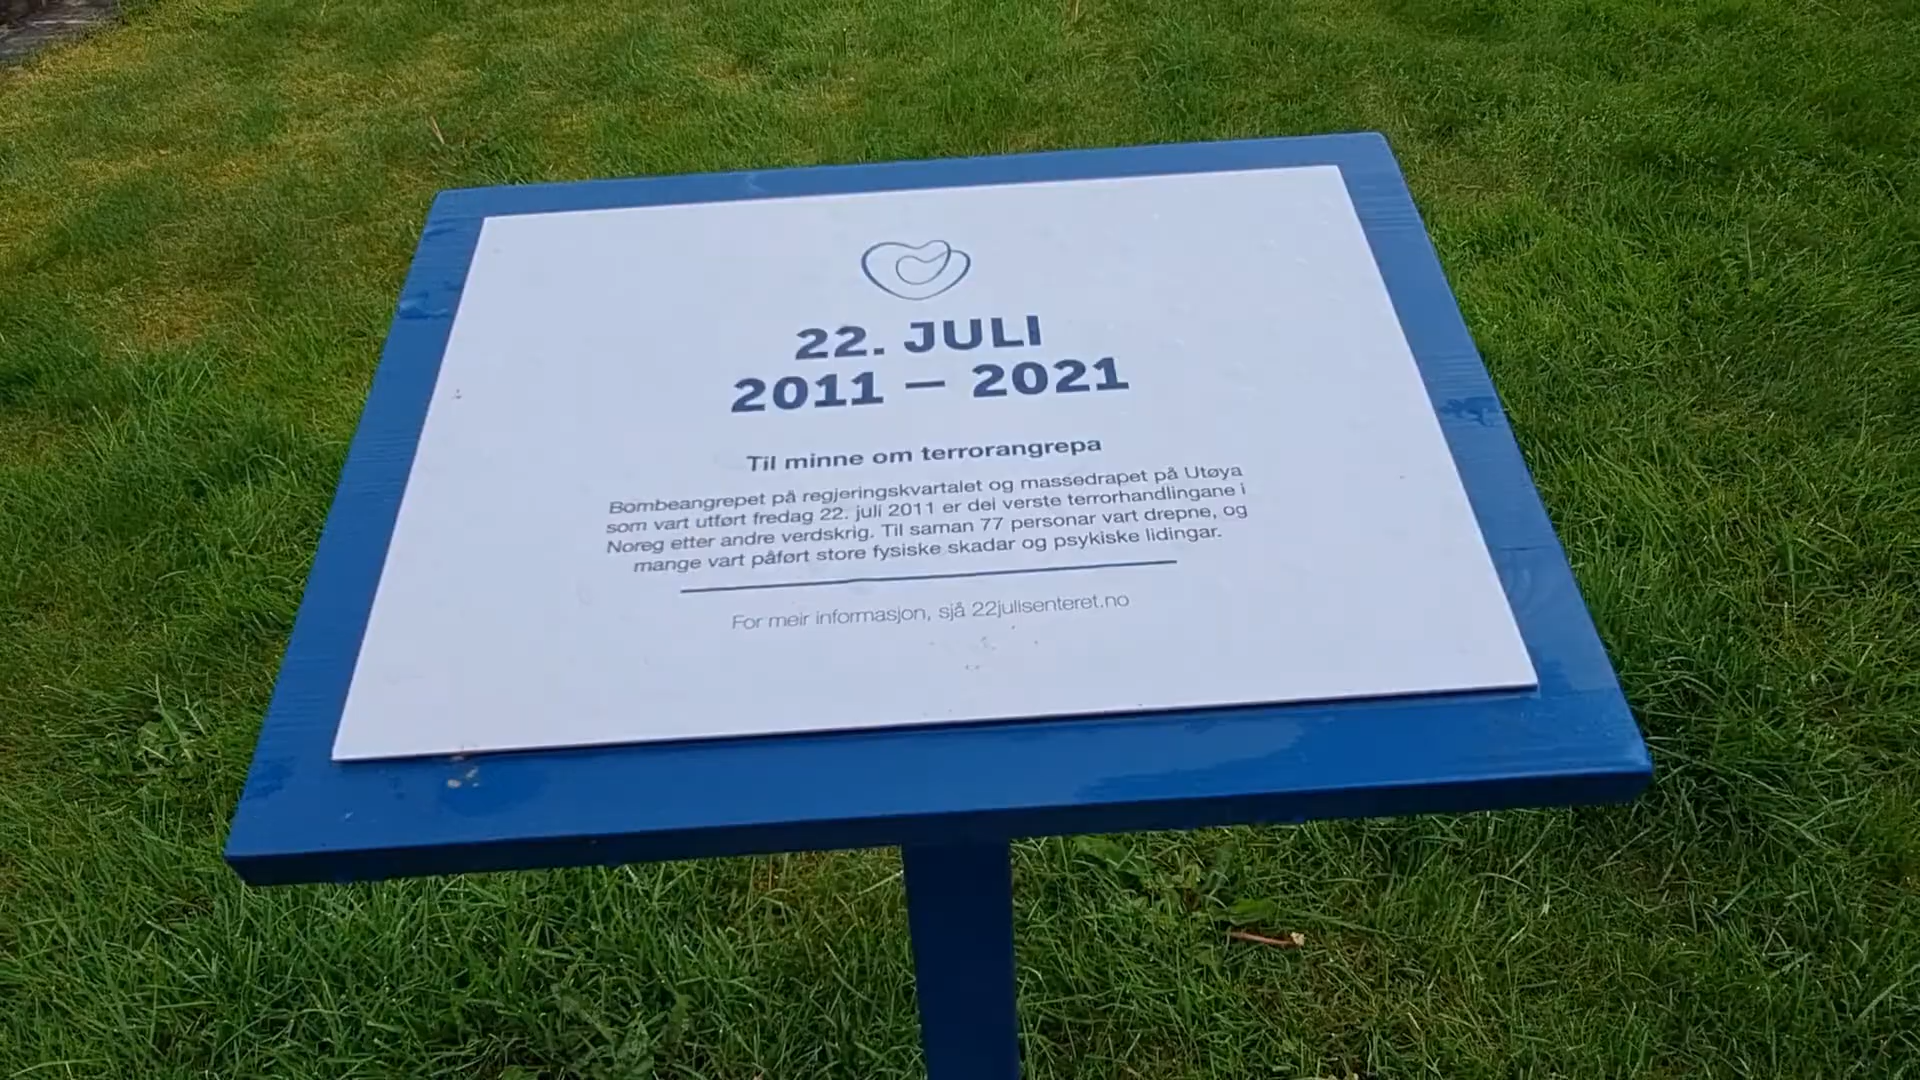 22. JULI
2011 – 2021
Til minne om terrorangrepa
Bombeangrepet på regjeringskvartalet og massedrapet på Utøya
som vart utført fredag 22. juli 2011 er dei verste terrorhandlingane i
Noreg etter andre verdskrig. Til saman 77 personar vart drepne, og
mange vart påført store fysiske skadar og psykiske lidingar.
For meir informasjon, sjå 22julisenteret.no